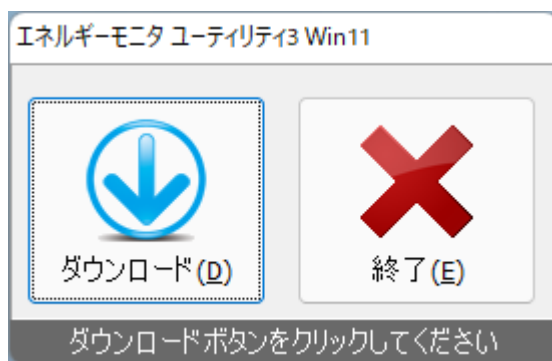 エネルギーモニタ ユーティリティ3 Win11
ダウンロード(D)
終了(E)
ダウンロードボタンをクリックしてください